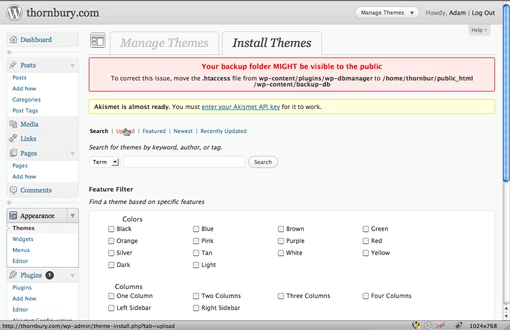 thornbury.com
Manage Themes
Howdy, Adam | Log Out
Help
Dashboard
Posts
Posts
Add New
Categories
Post Tags
Media
Links
Pages
Pages
Add New
Comments
Appearance
Themes
Widgets
Menus
Editor
Plugins 1
Plugins
Add New
Editor
Akismet Configuration
Manage Themes
Install Themes
Your backup folder MIGHT be visible to the public
To correct this issue, move the .htaccess file from wp-content/plugins/wp-dbmanager to /home/thornbur/public_html
/wp-content/backup-db
Akismet is almost ready. You must enter your Akismet API key for it to work.
Search | Upload | Featured | Newest | Recently Updated
Search for themes by keyword, author, or tag.
Term Search
Feature Filter
Find a theme based on specific features
Colors
Black Blue Brown Green
Orange Pink Purple Red
Silver Tan White Yellow
Dark Light
Columns
One Column Two Columns Three Columns Four Columns
Left Sidebar Right Sidebar
http://thornbury.com/wp-admin/theme-install.php?tab=upload
1024x768